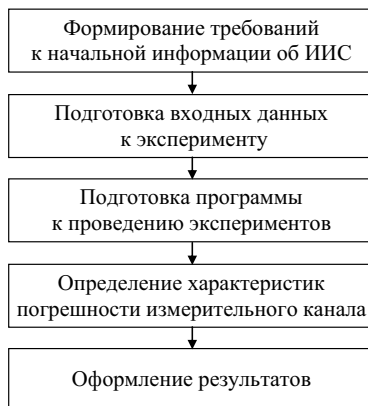 Формирование требований
к начальной информации об ИИС
Подготовка входных данных
к эксперименту
Подготовка программы
к проведению экспериментов
Определение характеристик
погрешности измерительного канала
Оформление результатов